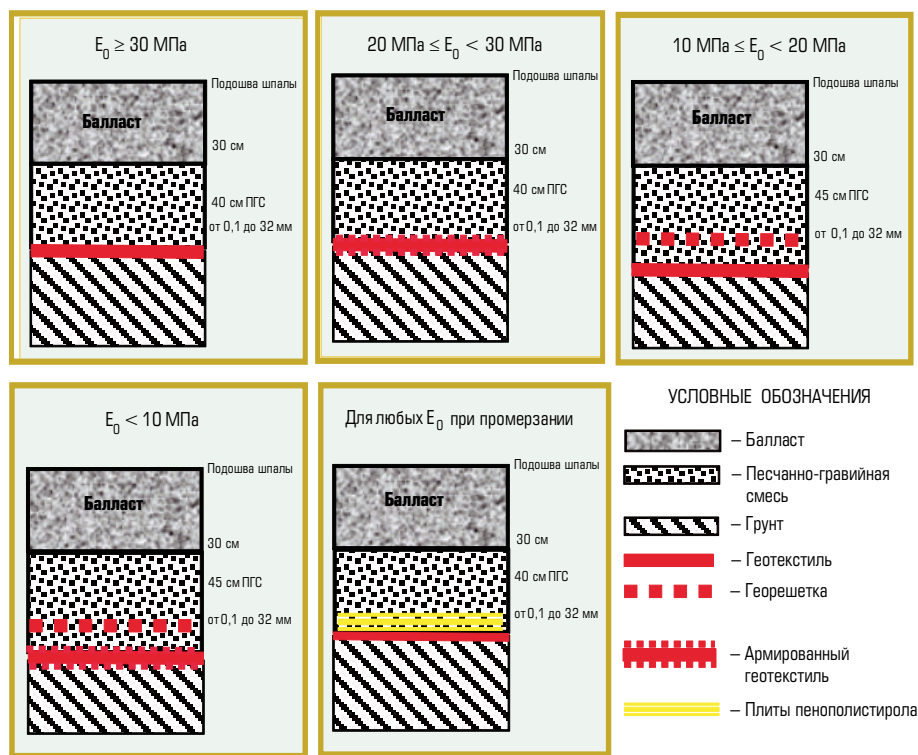 E₀ ≥ 30 МПа
Подошва шпалы
Балласт
30 см
40 см ПГС
от 0,1 до 32 мм
20 МПа ≤ E₀ < 30 МПа
Подошва шпалы
Балласт
30 см
40 см ПГС
от 0,1 до 32 мм
10 МПа ≤ E₀ < 20 МПа
Подошва шпалы
Балласт
30 см
45 см ПГС
от 0,1 до 32 мм
E₀ < 10 МПа
Подошва шпалы
Балласт
30 см
45 см ПГС
от 0,1 до 32 мм
Для любых E₀ при промерзании
Подошва шпалы
Балласт
30 см
40 см ПГС
от 0,1 до 32 мм
УСЛОВНЫЕ ОБОЗНАЧЕНИЯ
– Балласт
– Песчанно-гравийная
смесь
– Грунт
– Геотекстиль
– Георешетка
– Армированный
геотекстиль
– Плиты пенополистирола